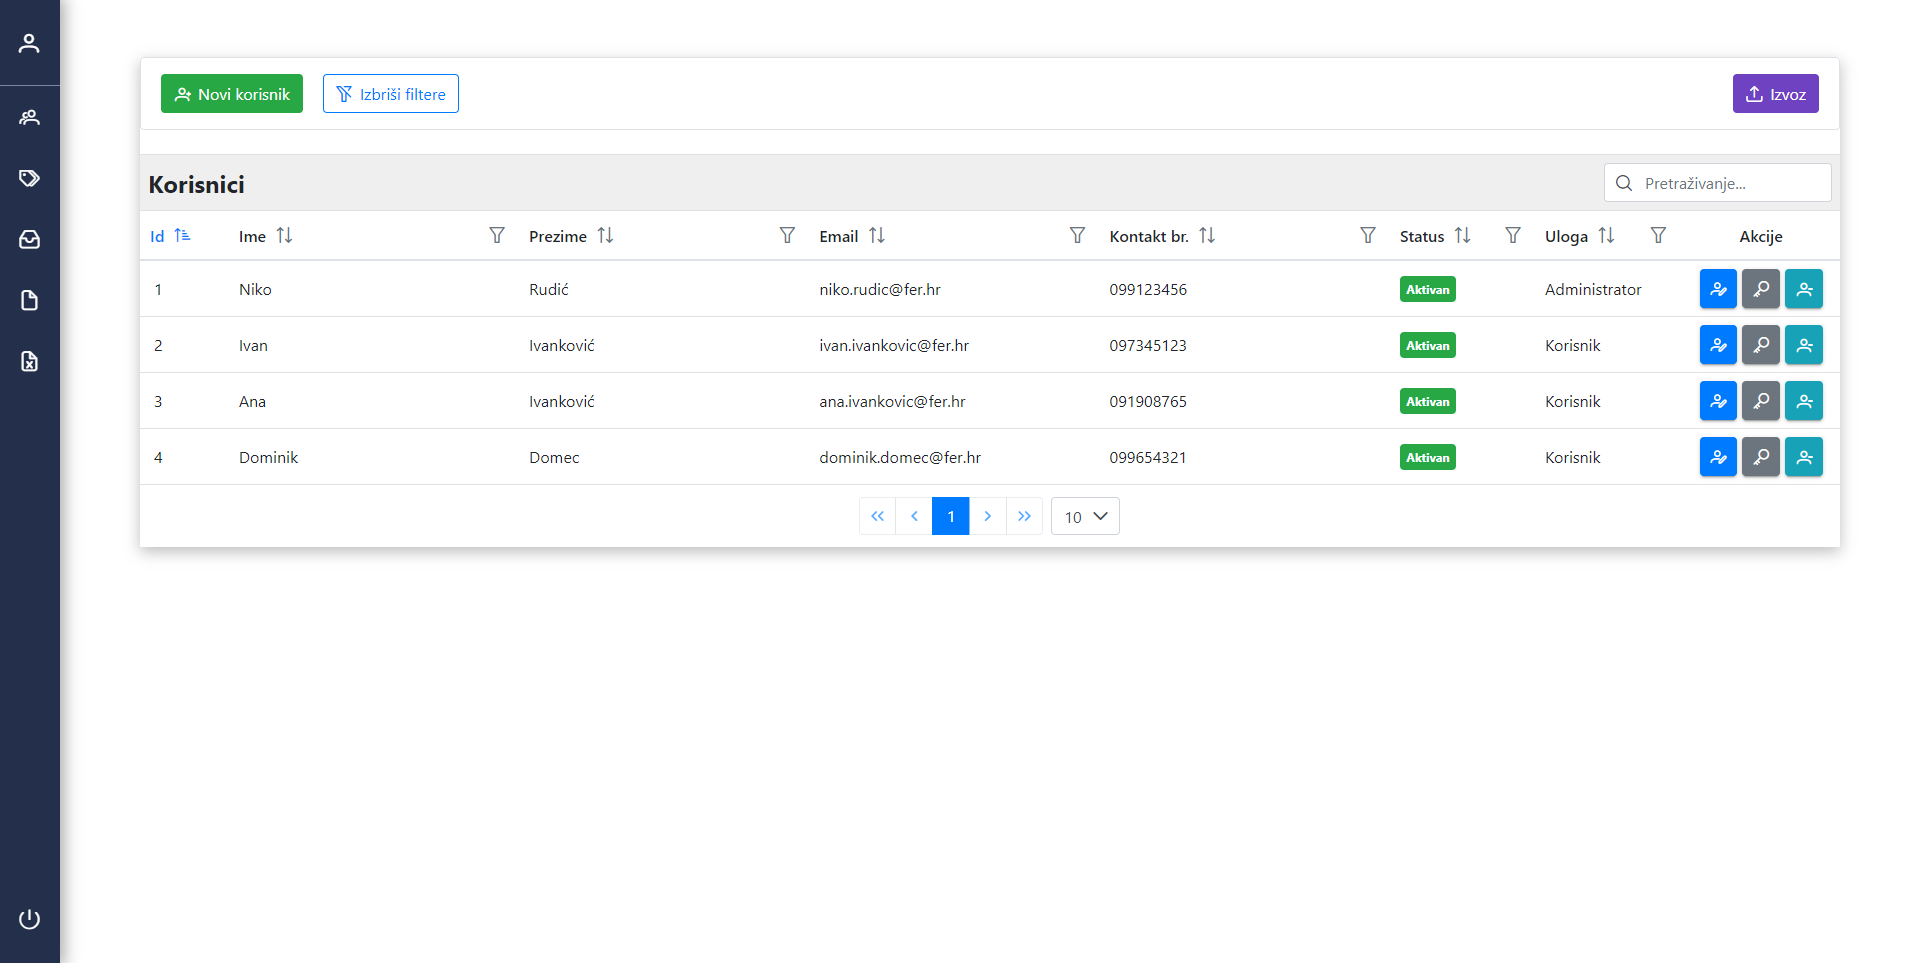 Novi korisnik Izbriši filtere Izvoz
Korisnici Pretraživanje...
Id Ime Prezime Email Kontakt br. Status Uloga Akcije
1 Niko Rudić niko.rudic@fer.hr 099123456 Aktivan Administrator
2 Ivan Ivanković ivan.ivankovic@fer.hr 097345123 Aktivan Korisnik
3 Ana Ivanković ana.ivankovic@fer.hr 091908765 Aktivan Korisnik
4 Dominik Domec dominik.domec@fer.hr 099654321 Aktivan Korisnik
1 10